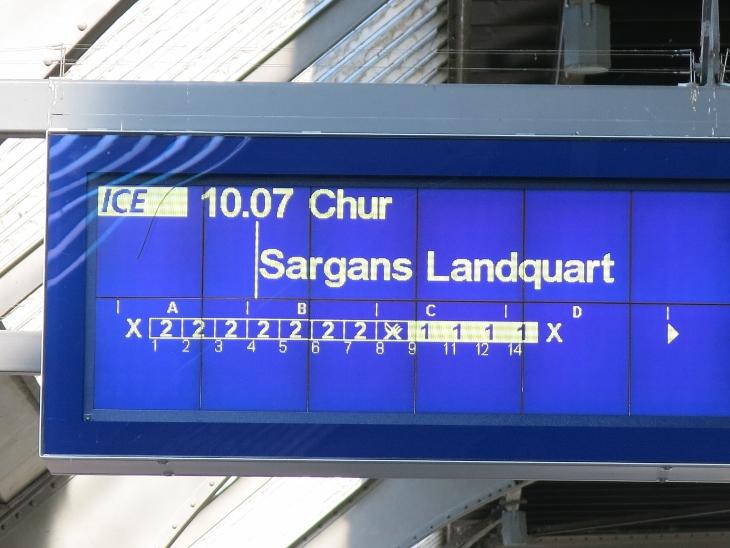 ICE 10.07 Chur
Sargans Landquart
A B C D
X 2 2 2 2 2 2 2 1 1 1 1 X
1 2 3 4 5 6 7 8 9 11 12 14